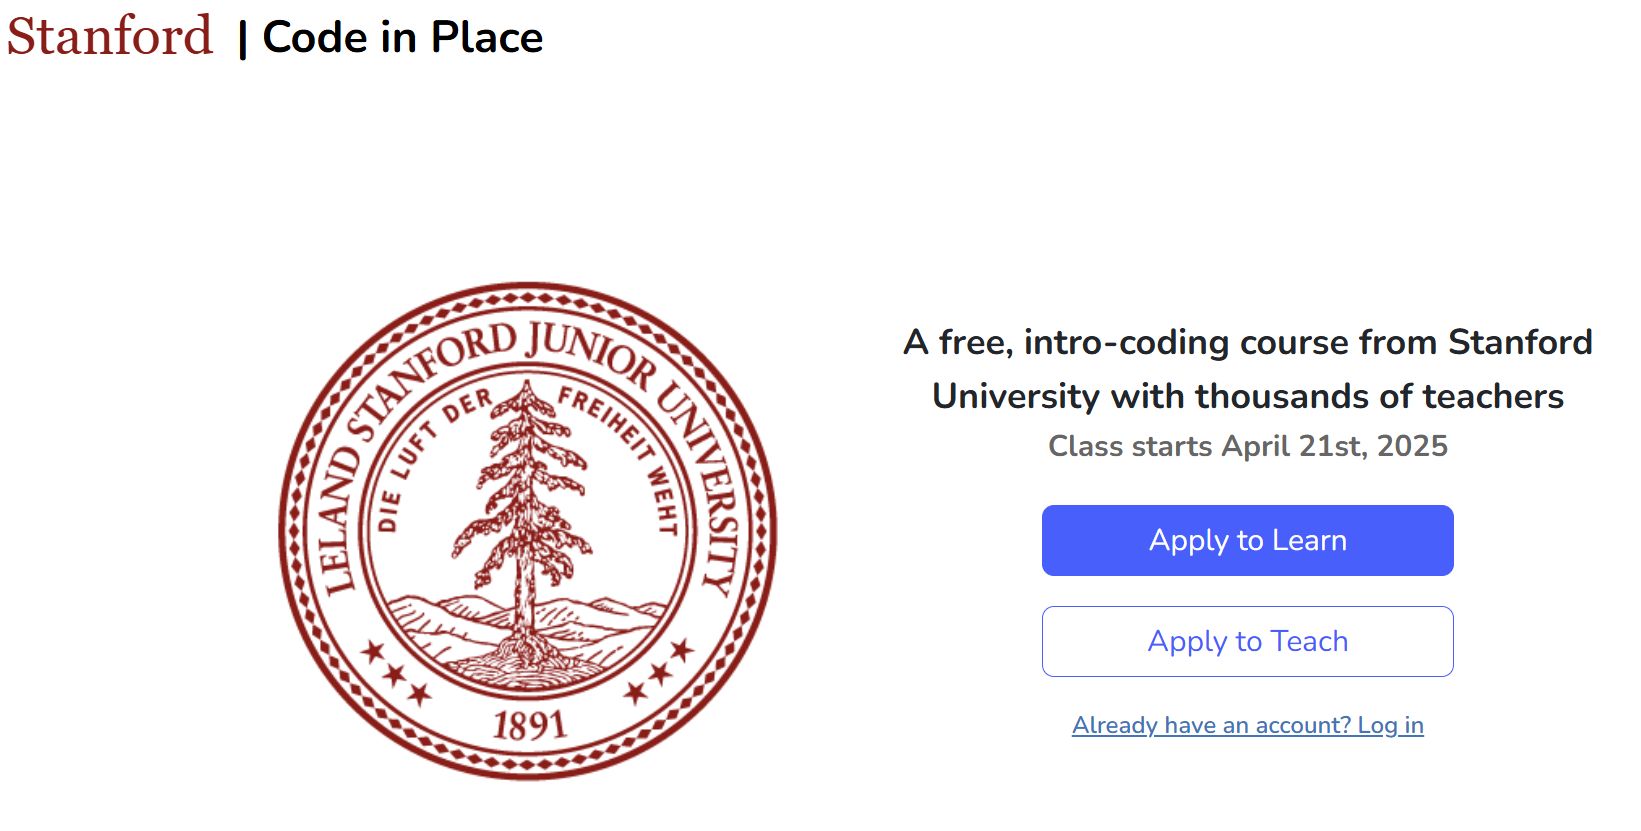 Stanford | Code in Place
LELAND STANFORD JUNIOR UNIVERSITY
DIE LUFT DER FREIHEIT WEHT
1891
A free, intro-coding course from Stanford
University with thousands of teachers
Class starts April 21st, 2025
Apply to Learn
Apply to Teach
Already have an account? Log in